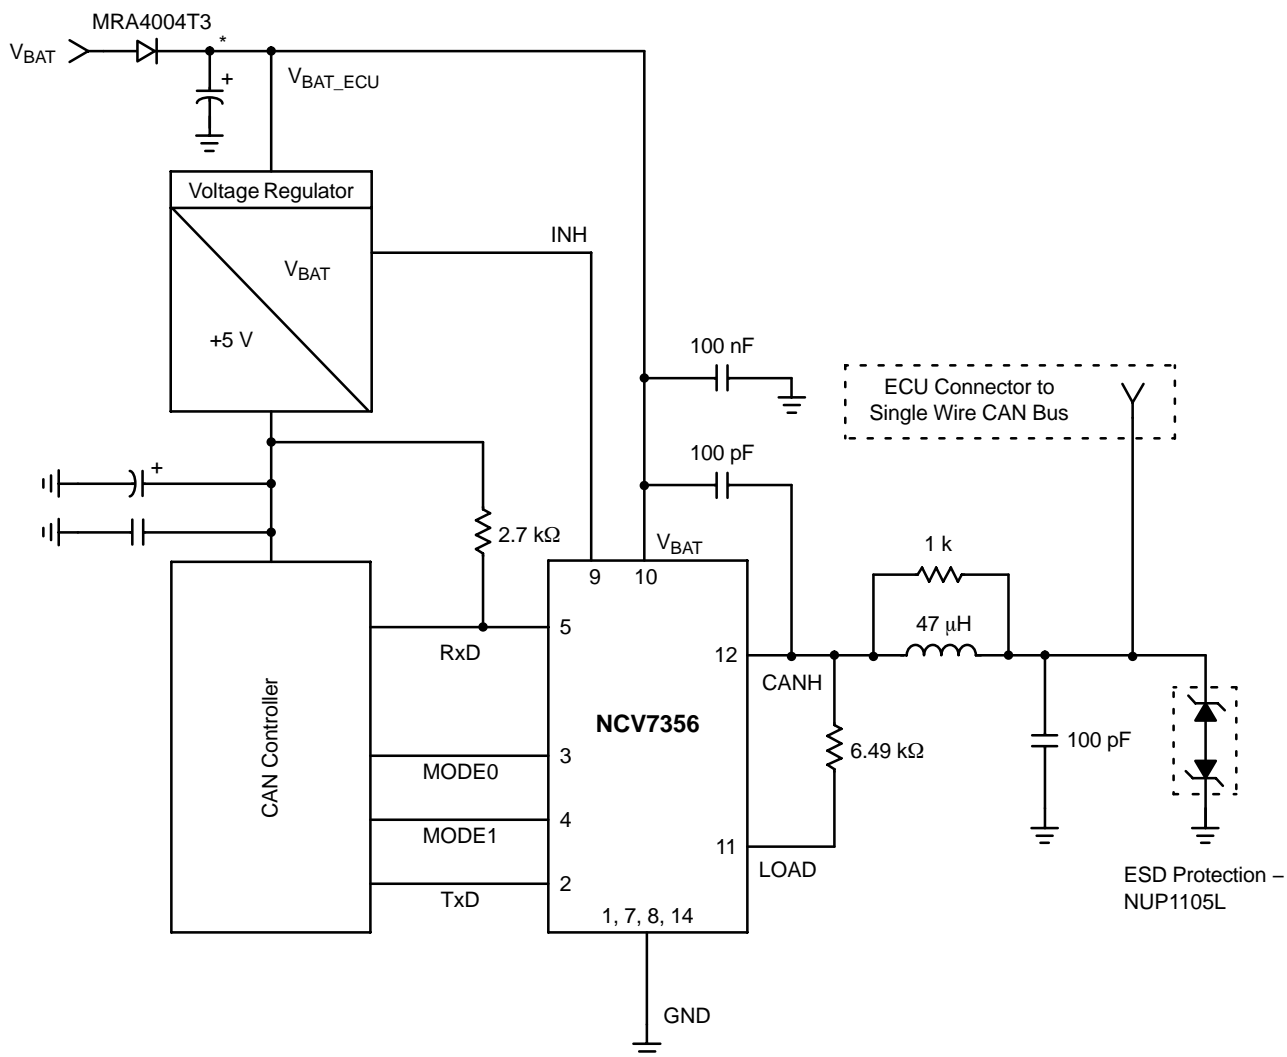 MRA4004T3
VBAT
*
+
VBAT_ECU
Voltage Regulator
INH
VBAT
+5 V
100 nF
ECU Connector to
Single Wire CAN Bus
100 pF
+
2.7 kΩ
VBAT
9
10
1 k
47 μH
5
RxD
12
CANH
CAN Controller
NCV7356
6.49 kΩ
100 pF
3
MODE0
4
MODE1
11
LOAD
2
TxD
1, 7, 8, 14
ESD Protection –
NUP1105L
GND